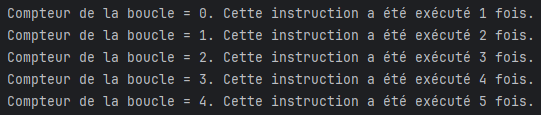 Compteur de la boucle = 0. Cette instruction a été exécuté 1 fois.
Compteur de la boucle = 1. Cette instruction a été exécuté 2 fois.
Compteur de la boucle = 2. Cette instruction a été exécuté 3 fois.
Compteur de la boucle = 3. Cette instruction a été exécuté 4 fois.
Compteur de la boucle = 4. Cette instruction a été exécuté 5 fois.